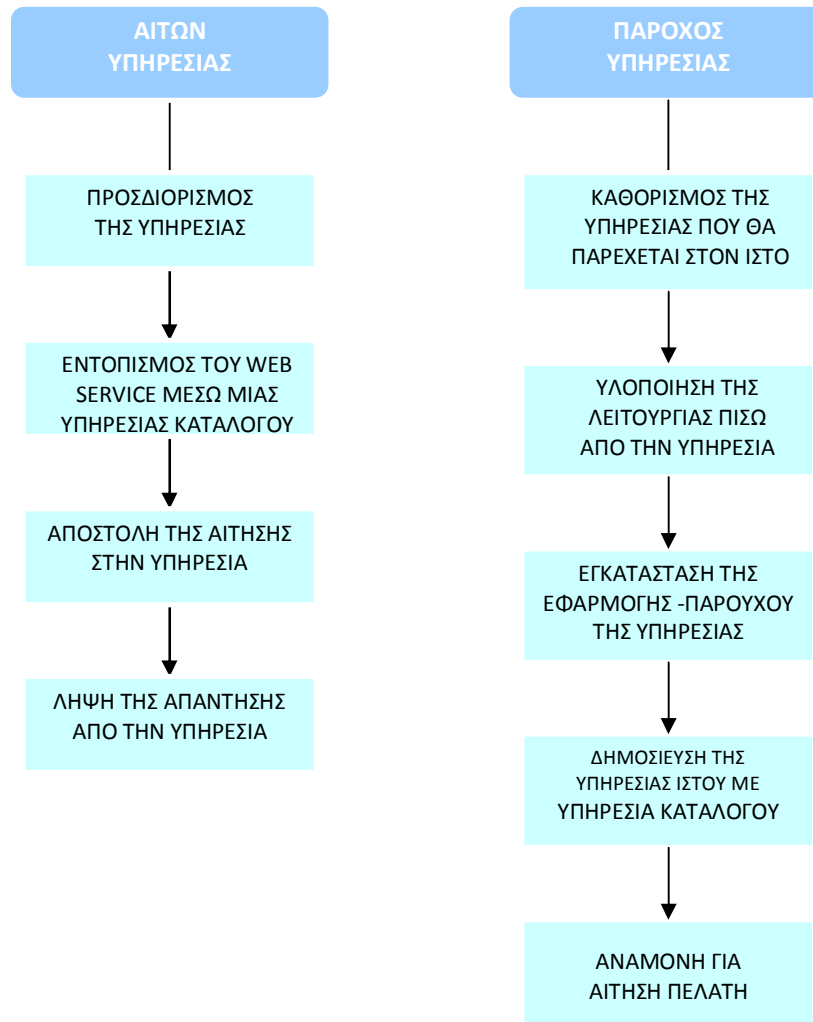 ΑΙΤΩΝ
ΥΠΗΡΕΣΙΑΣ
ΠΡΟΣΔΙΟΡΙΣΜΟΣ
ΤΗΣ ΥΠΗΡΕΣΙΑΣ
ΕΝΤΟΠΙΣΜΟΣ ΤΟΥ WEB
SERVICE ΜΕΣΩ ΜΙΑΣ
ΥΠΗΡΕΣΙΑΣ ΚΑΤΑΛΟΓΟΥ
ΑΠΟΣΤΟΛΗ ΤΗΣ ΑΙΤΗΣΗΣ
ΣΤΗΝ ΥΠΗΡΕΣΙΑ
ΛΗΨΗ ΤΗΣ ΑΠΑΝΤΗΣΗΣ
ΑΠΟ ΤΗΝ ΥΠΗΡΕΣΙΑ
ΠΑΡΟΧΟΣ
ΥΠΗΡΕΣΙΑΣ
ΚΑΘΟΡΙΣΜΟΣ ΤΗΣ
ΥΠΗΡΕΣΙΑΣ ΠΟΥ ΘΑ
ΠΑΡΕΧΕΤΑΙ ΣΤΟΝ ΙΣΤΟ
ΥΛΟΠΟΙΗΣΗ ΤΗΣ
ΛΕΙΤΟΥΡΓΙΑΣ ΠΙΣΩ
ΑΠΟ ΤΗΝ ΥΠΗΡΕΣΙΑ
ΕΓΚΑΤΑΣΤΑΣΗ ΤΗΣ
ΕΦΑΡΜΟΓΗΣ -ΠΑΡΟΥΧΟΥ
ΤΗΣ ΥΠΗΡΕΣΙΑΣ
ΔΗΜΟΣΙΕΥΣΗ ΤΗΣ
ΥΠΗΡΕΣΙΑΣ ΙΣΤΟΥ ΜΕ
ΥΠΗΡΕΣΙΑ ΚΑΤΑΛΟΓΟΥ
ΑΝΑΜΟΝΗ ΓΙΑ
ΑΙΤΗΣΗ ΠΕΛΑΤΗ